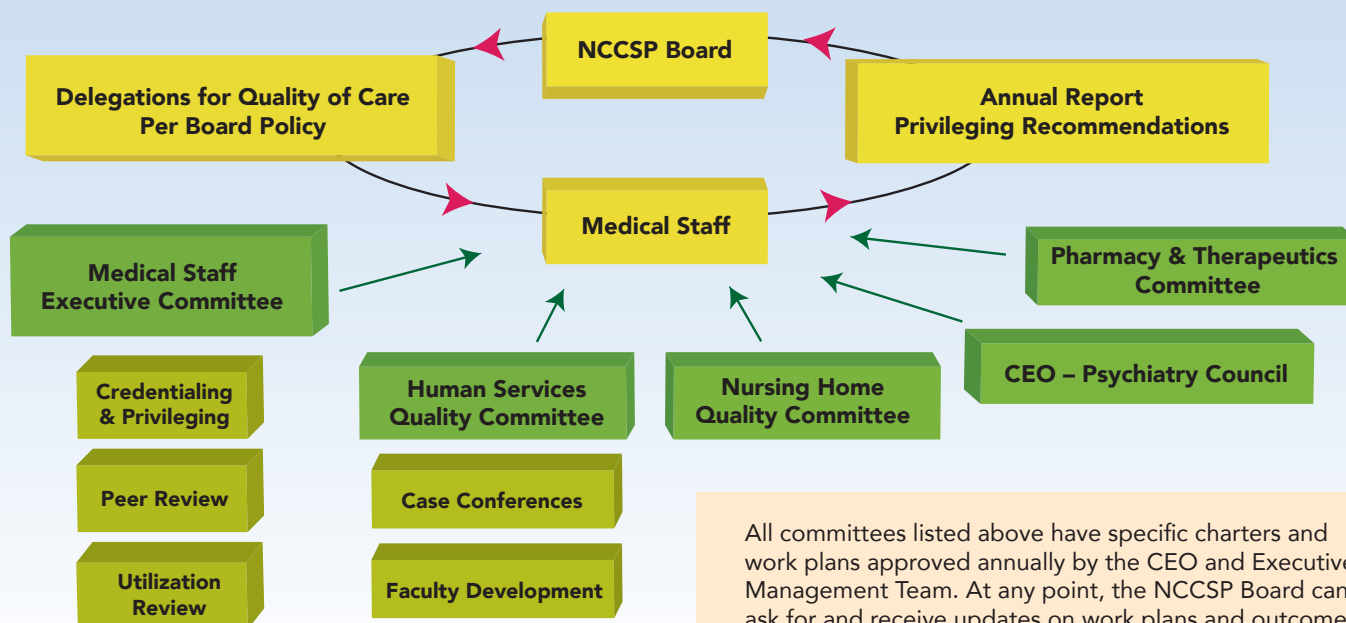 NCCSP Board
Delegations for Quality of Care
Per Board Policy
Annual Report
Privileging Recommendations
Medical Staff
Medical Staff
Executive Committee
Pharmacy & Therapeutics
Committee
CEO – Psychiatry Council
Human Services
Quality Committee
Nursing Home
Quality Committee
Credentialing
& Privileging
Peer Review
Utilization
Review
Case Conferences
Faculty Development
All committees listed above have specific charters and
work plans approved annually by the CEO and Executive
Management Team. At any point, the NCCSP Board can
ask for and receive updates on work plans and outcome